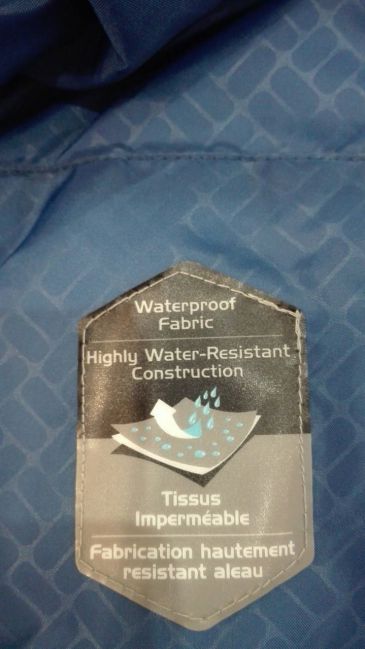 Waterproof
Fabric
Highly Water-Resistant
Construction
Tissus
Imperméable
Fabrication hautement
resistant aleau